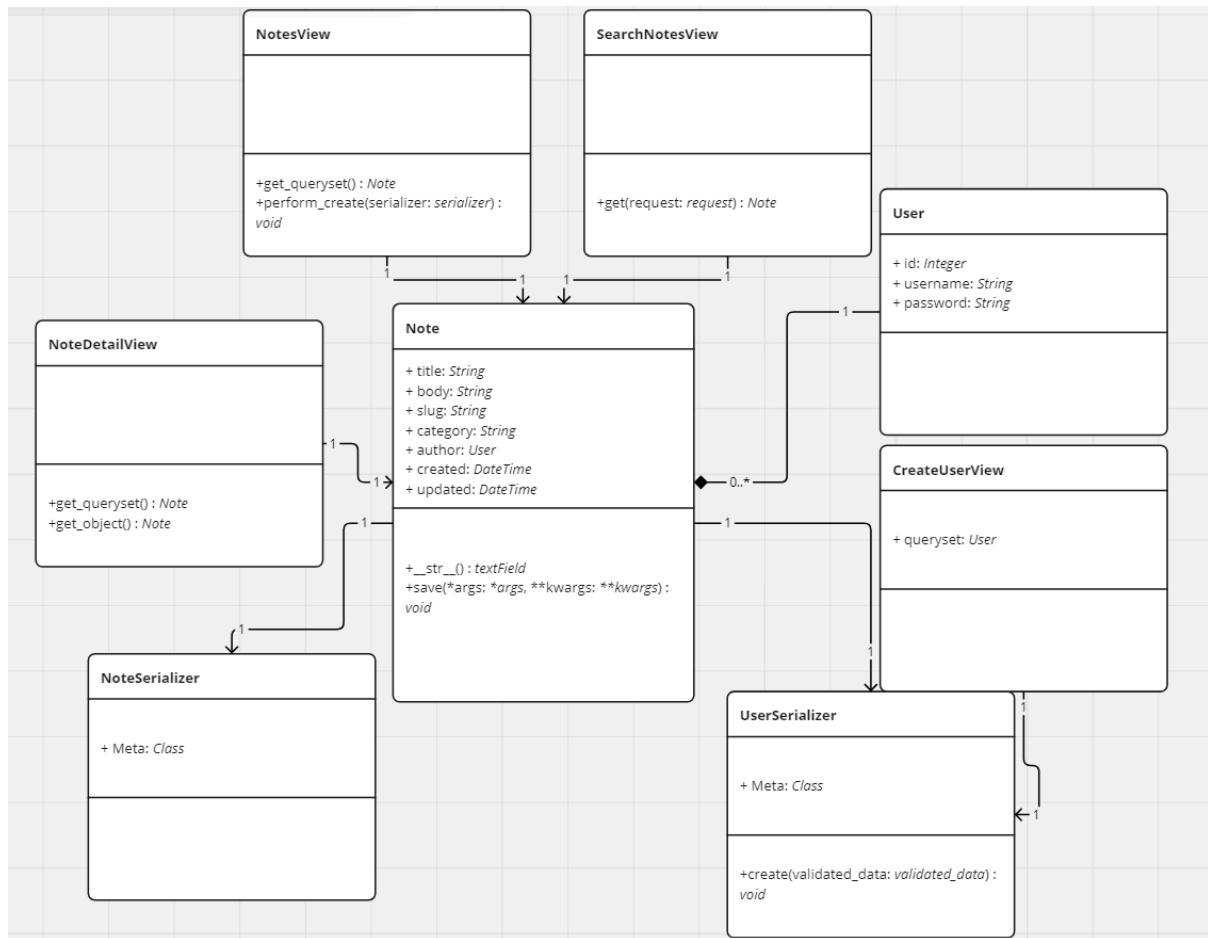 NotesView
+get_queryset() : Note
+perform_create(serializer: serializer) :
void
SearchNotesView
+get(request: request) : Note
User
+ id: Integer
+ username: String
+ password: String
1
1
1
1
1
0..*
NoteDetailView
+get_queryset() : Note
+get_object() : Note
1
1
Note
+ title: String
+ body: String
+ slug: String
+ category: String
+ author: User
+ created: DateTime
+ updated: DateTime
+__str__() : textField
+save(*args: *args, **kwargs: **kwargs) :
void
CreateUserView
+ queryset: User
1
1
1
1
NoteSerializer
+ Meta: Class
UserSerializer
+ Meta: Class
+create(validated_data: validated_data) :
void
1
1